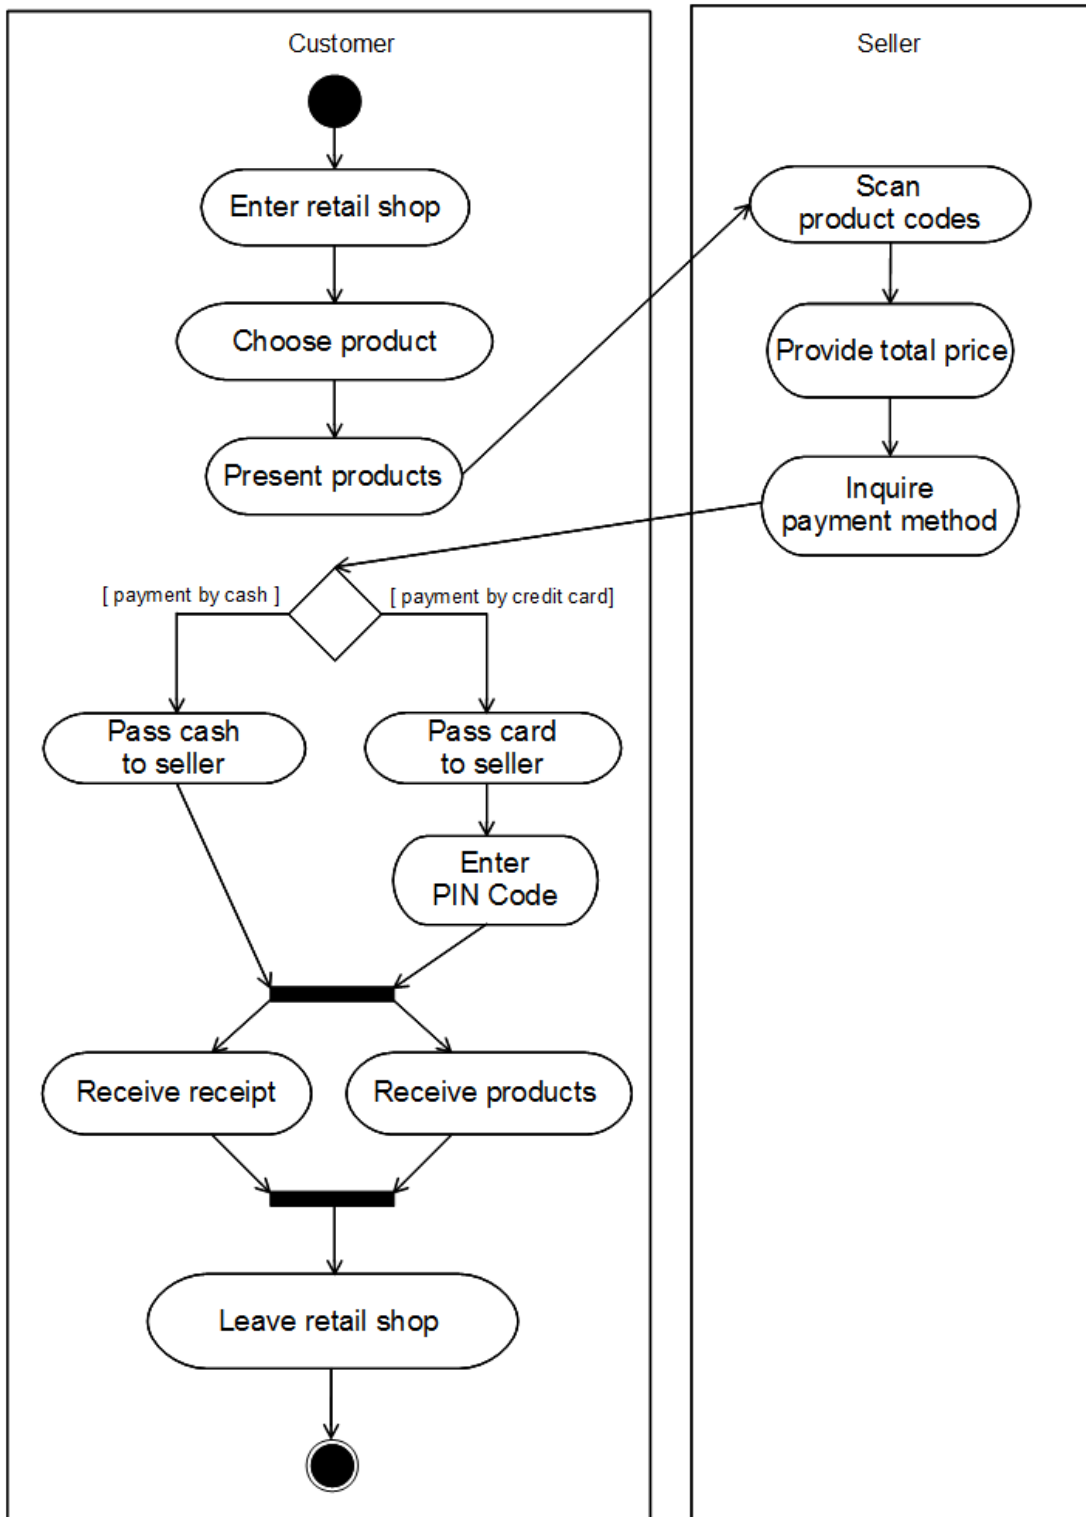 Customer
Seller
Enter retail shop
Scan
product codes
Choose product
Provide total price
Present products
Inquire
payment method
[ payment by cash ]
[ payment by credit card]
Pass cash
to seller
Pass card
to seller
Enter
PIN Code
Receive receipt
Receive products
Leave retail shop